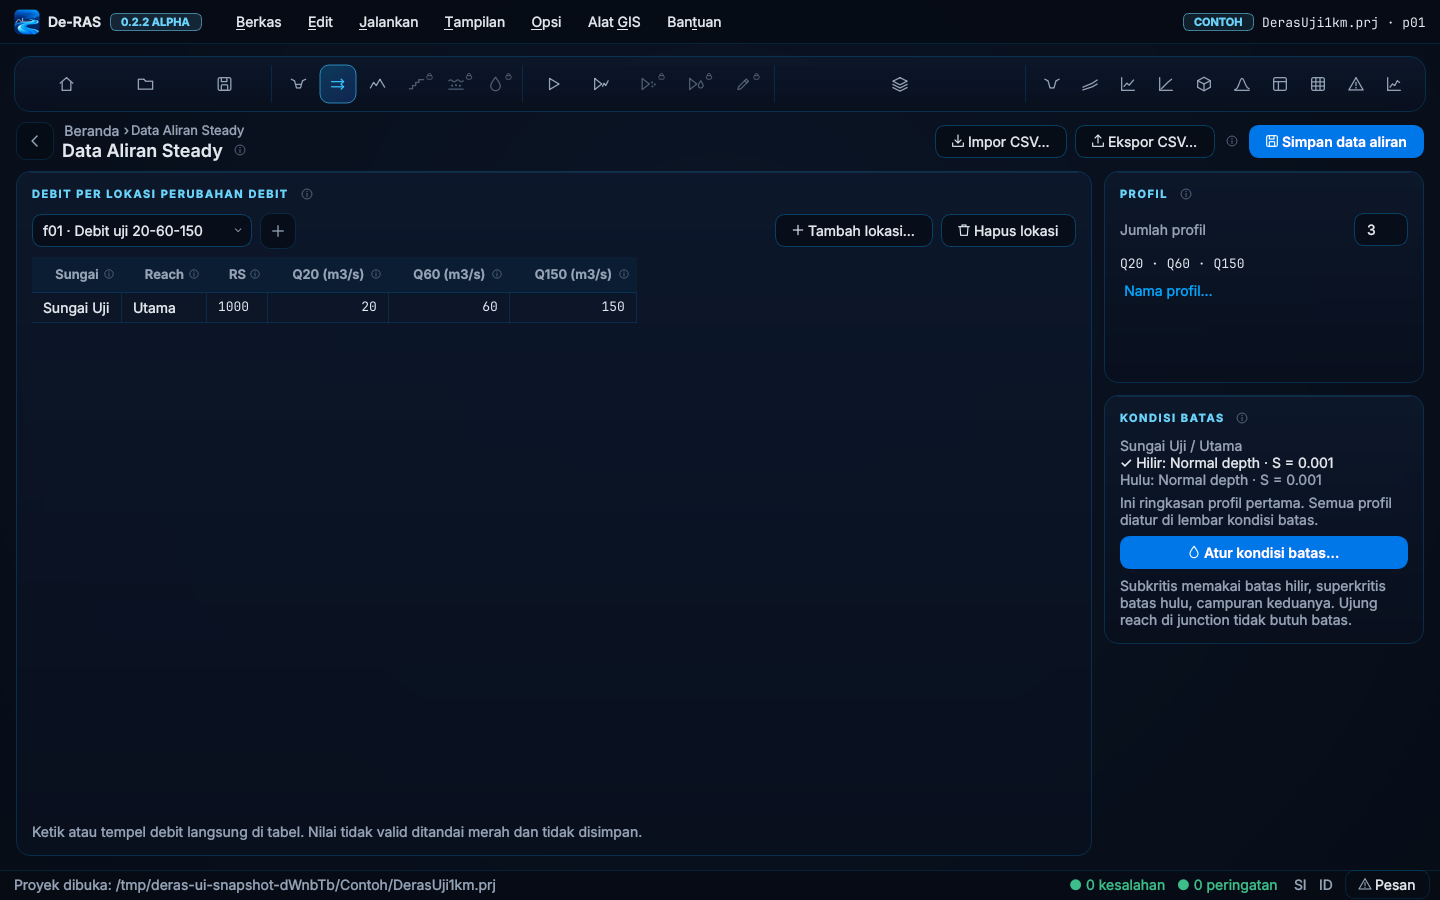 De-RAS 0.2.2 ALPHA Berkas Edit Jalankan Tampilan Opsi Alat GIS Bantuan CONTOH DerasUji1km.prj · p01
Beranda › Data Aliran Steady
Data Aliran Steady
Impor CSV... Ekspor CSV... Simpan data aliran
DEBIT PER LOKASI PERUBAHAN DEBIT
f01 · Debit uji 20-60-150 + Tambah lokasi... Hapus lokasi
Sungai Reach RS Q20 (m3/s) Q60 (m3/s) Q150 (m3/s)
Sungai Uji Utama 1000 20 60 150
Ketik atau tempel debit langsung di tabel. Nilai tidak valid ditandai merah dan tidak disimpan.
PROFIL
Jumlah profil 3
Q20 · Q60 · Q150
Nama profil...
KONDISI BATAS
Sungai Uji / Utama
✓ Hilir: Normal depth · S = 0.001
Hulu: Normal depth · S = 0.001
Ini ringkasan profil pertama. Semua profil
diatur di lembar kondisi batas.
Atur kondisi batas...
Subkritis memakai batas hilir, superkritis
batas hulu, campuran keduanya. Ujung
reach di junction tidak butuh batas.
Proyek dibuka: /tmp/deras-ui-snapshot-dWnbTb/Contoh/DerasUji1km.prj 0 kesalahan 0 peringatan SI ID Pesan